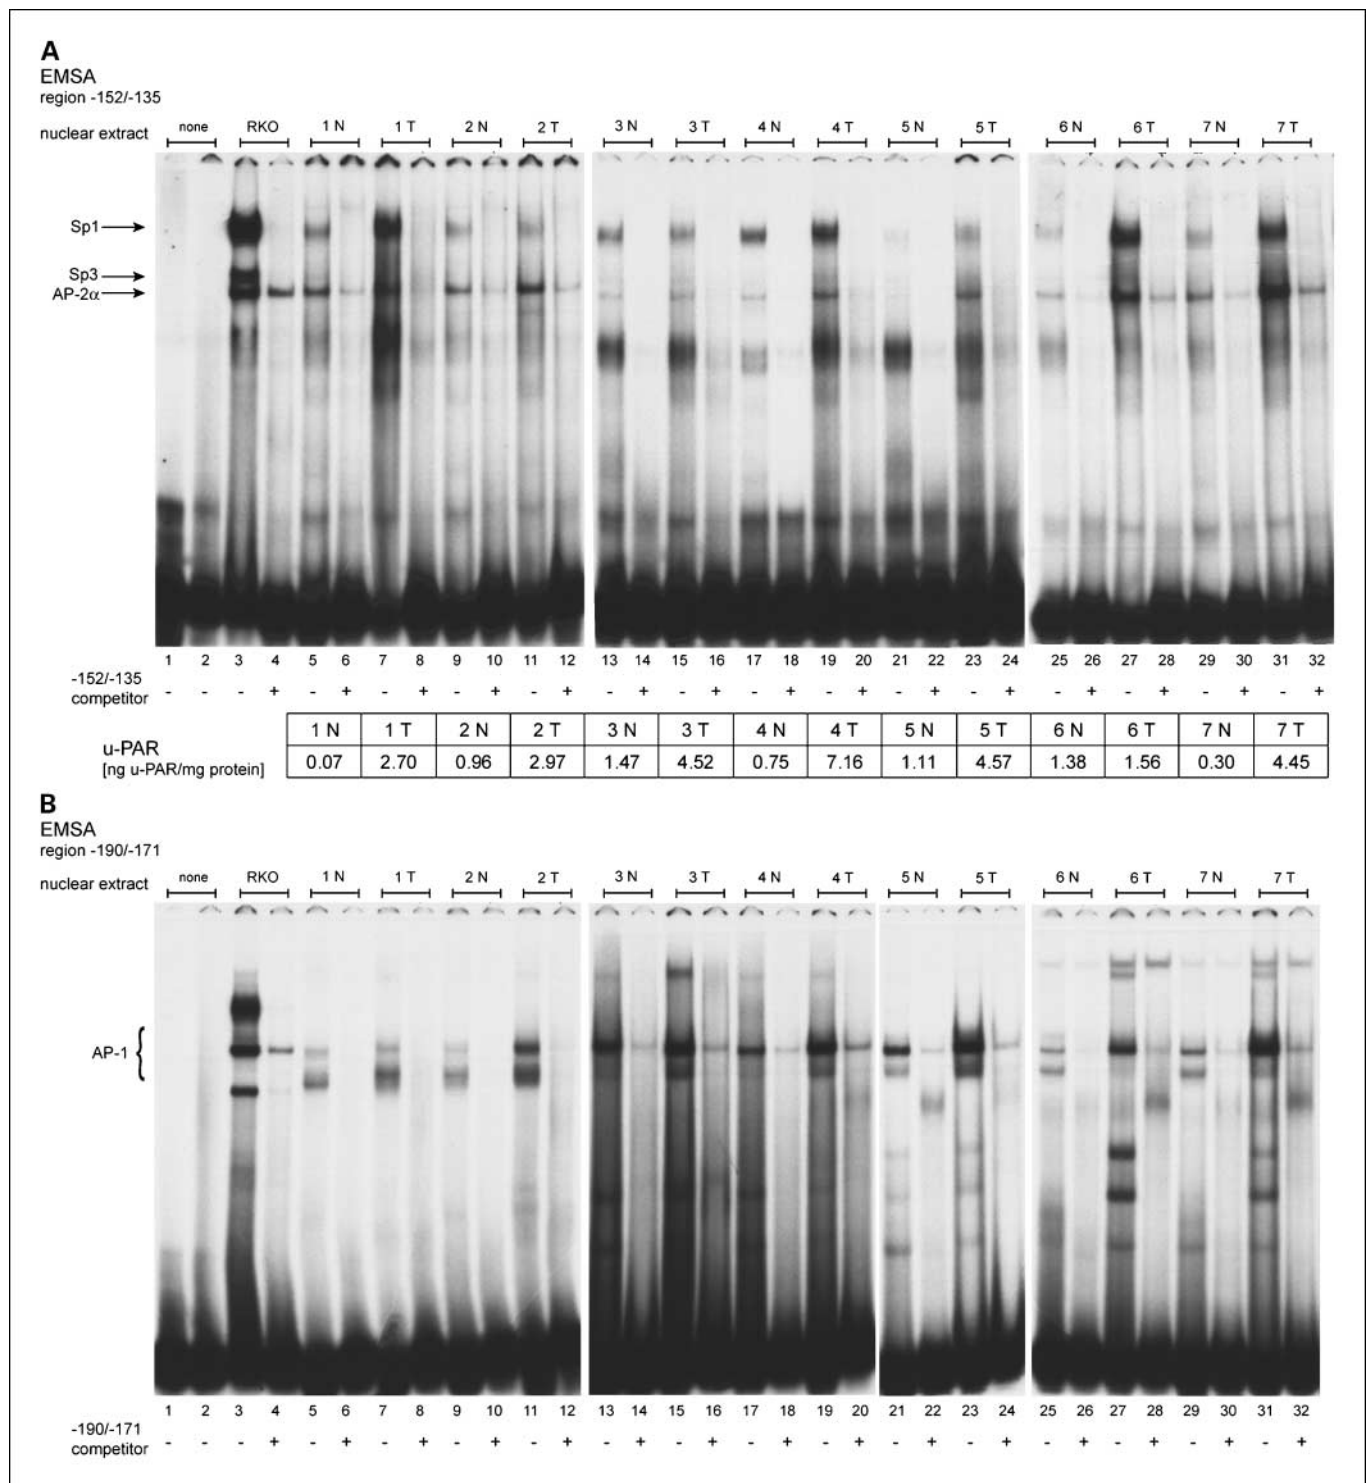 A
EMSA
region -152/-135
nuclear extract none RKO 1 N 1 T 2 N 2 T 3 N 3 T 4 N 4 T 5 N 5 T 6 N 6 T 7 N 7 T
Sp1
Sp3
AP-2α
1 2 3 4 5 6 7 8 9 10 11 12 13 14 15 16 17 18 19 20 21 22 23 24 25 26 27 28 29 30 31 32
-152/-135
competitor - - - + - + - + - + - + - + - + - + - + - + - + - + - + - + - +
1 N 1 T 2 N 2 T 3 N 3 T 4 N 4 T 5 N 5 T 6 N 6 T 7 N 7 T
u-PAR
[ng u-PAR/mg protein] 0.07 2.70 0.96 2.97 1.47 4.52 0.75 7.16 1.11 4.57 1.38 1.56 0.30 4.45
B
EMSA
region -190/-171
nuclear extract none RKO 1 N 1 T 2 N 2 T 3 N 3 T 4 N 4 T 5 N 5 T 6 N 6 T 7 N 7 T
AP-1
1 2 3 4 5 6 7 8 9 10 11 12 13 14 15 16 17 18 19 20 21 22 23 24 25 26 27 28 29 30 31 32
-190/-171
competitor - - - + - + - + - + - + - + - + - + - + - + - + - + - + - + - +